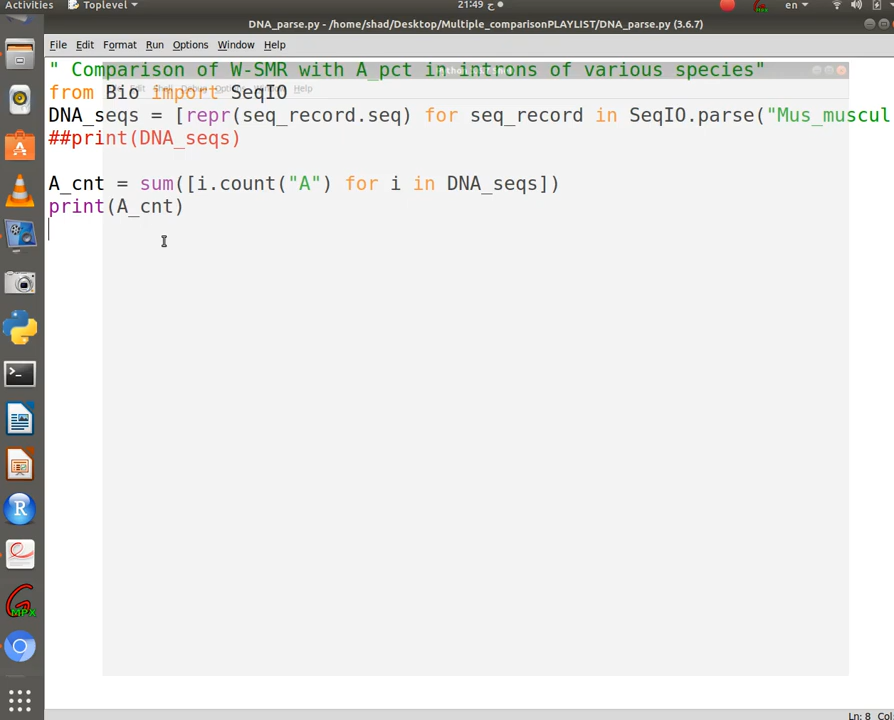 Activities Toplevel 21:49 ج en
DNA_parse.py - /home/shad/Desktop/Multiple_comparisonPLAYLIST/DNA_parse.py (3.6.7)
File Edit Format Run Options Window Help
" Comparison of W-SMR with A_pct in introns of various species"
from Bio import SeqIO
DNA_seqs = [repr(seq_record.seq) for seq_record in SeqIO.parse("Mus_muscul
##print(DNA_seqs)
A_cnt = sum([i.count("A") for i in DNA_seqs])
print(A_cnt)
MPX
Ln: 8 Col